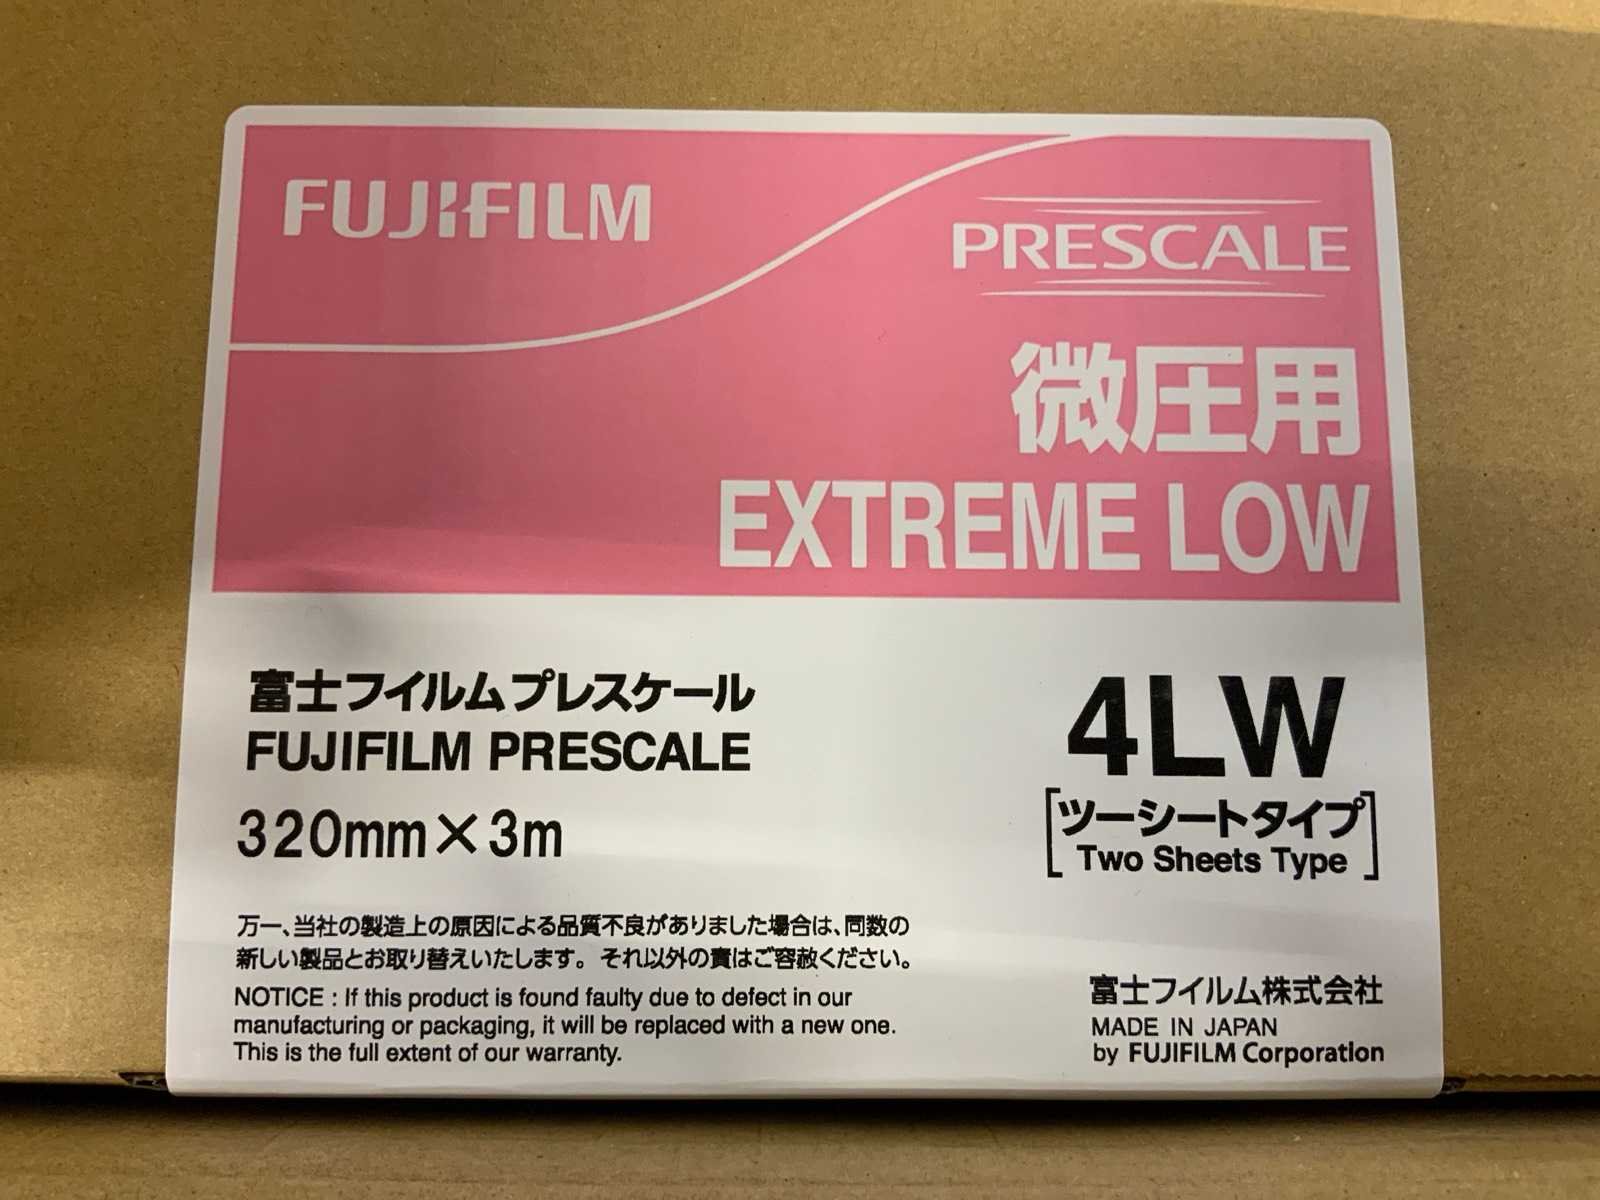 FUJIFILM
PRESCALE
微圧用
EXTREME LOW
富士フイルムプレスケール
FUJIFILM PRESCALE
320mm×3m
4LW
[ツーシートタイプ
Two Sheets Type]
万一、当社の製造上の原因による品質不良がありました場合は、同数の
新しい製品とお取り替えいたします。それ以外の責はご容赦ください。
NOTICE : If this product is found faulty due to defect in our
manufacturing or packaging, it will be replaced with a new one.
This is the full extent of our warranty.
富士フイルム株式会社
MADE IN JAPAN
by FUJIFILM Corporation